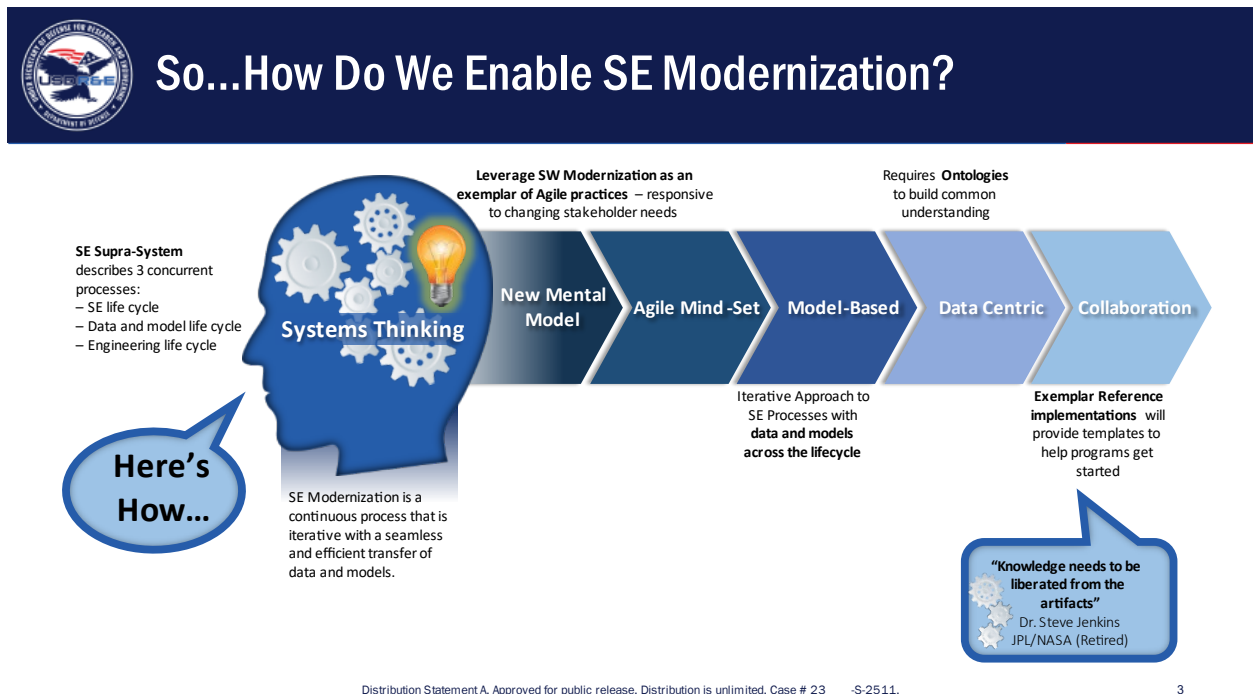 So...How Do We Enable SE Modernization?
Leverage SW Modernization as an
exemplar of Agile practices – responsive
to changing stakeholder needs
Requires Ontologies
to build common
understanding
SE Supra-System
describes 3 concurrent
processes:
– SE life cycle
– Data and model life cycle
– Engineering life cycle
Systems Thinking
New Mental
Model
Agile Mind -Set
Model-Based
Data Centric
Collaboration
Iterative Approach to
SE Processes with
data and models
across the lifecycle
Exemplar Reference
implementations will
provide templates to
help programs get
started
Here's
How...
SE Modernization is a
continuous process that is
iterative with a seamless
and efficient transfer of
data and models.
“Knowledge needs to be
liberated from the
artifacts”
Dr. Steve Jenkins
JPL/NASA (Retired)
Distribution Statement A. Approved for public release. Distribution is unlimited. Case # 23 -S-2511.
3